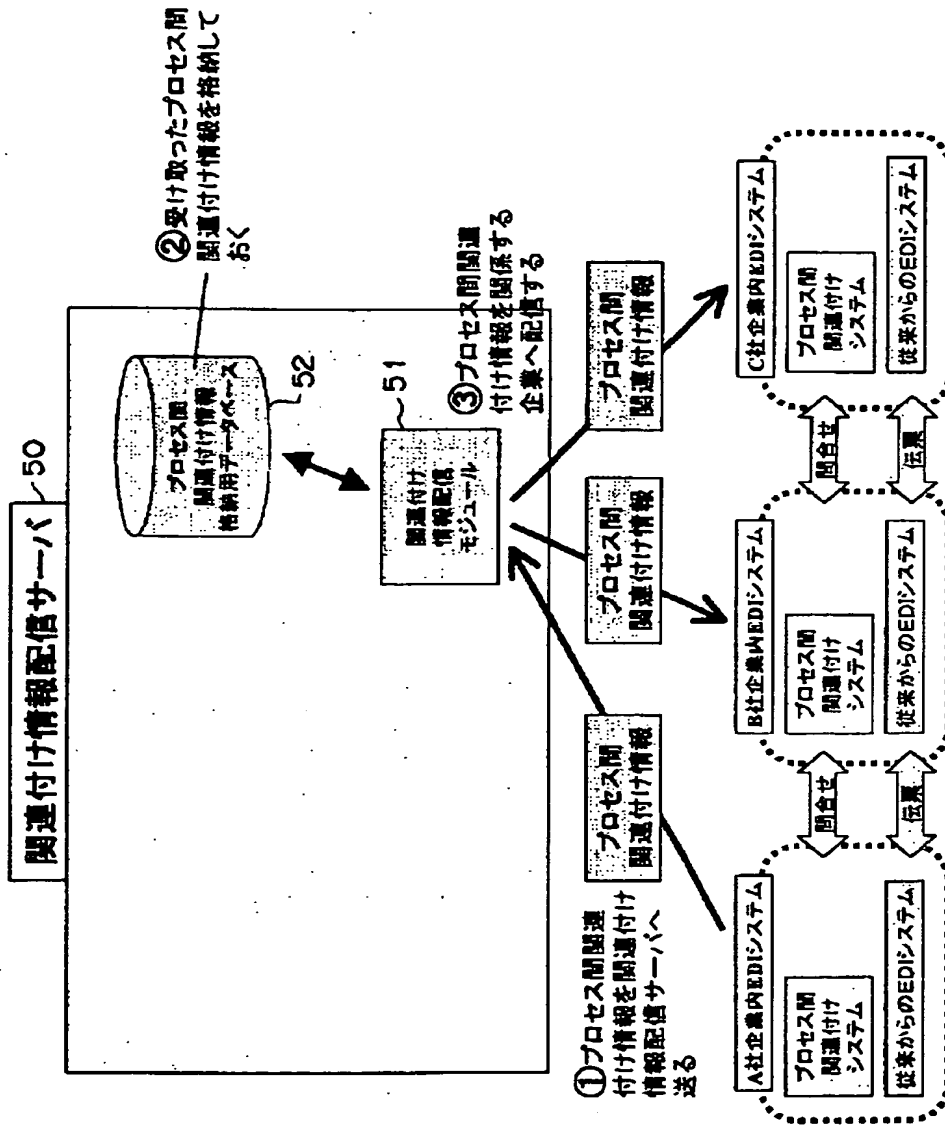 関連付け情報配信サーバ
50
プロセス間
関連付け情報
格納用データベース
52
②受け取ったプロセス間
関連付け情報を格納して
おく
関連付け
情報配信
モジュール
51
③プロセス間関連
付け情報を関係する
企業へ配信する
①プロセス間関連
付け情報を関連付け
情報配信サーバへ
送る
プロセス間
関連付け情報
プロセス間
関連付け情報
プロセス間
関連付け情報
A社企業内EDIシステム
プロセス間
関連付け
システム
従来からのEDIシステム
問合せ
伝票
B社企業内EDIシステム
プロセス間
関連付け
システム
従来からのEDIシステム
問合せ
伝票
C社企業内EDIシステム
プロセス間
関連付け
システム
従来からのEDIシステム